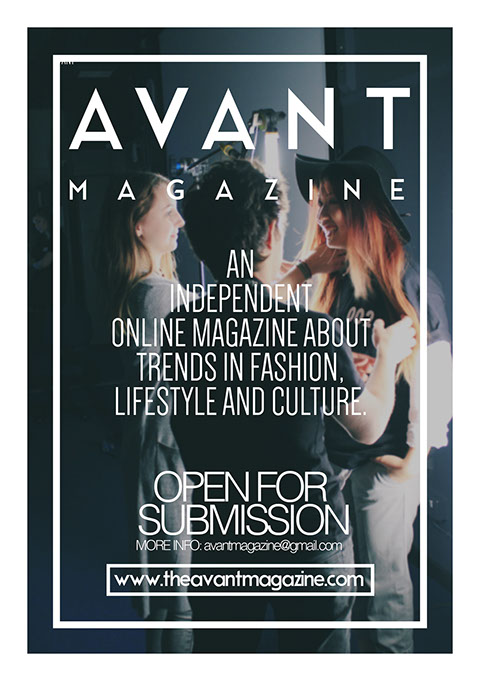 AVANT
MAGAZINE
AN
INDEPENDENT
ONLINE MAGAZINE ABOUT
TRENDS IN FASHION,
LIFESTYLE AND CULTURE.
OPEN FOR
SUBMISSION
MORE INFO: avantmagazine@gmail.com
www.theavantmagazine.com